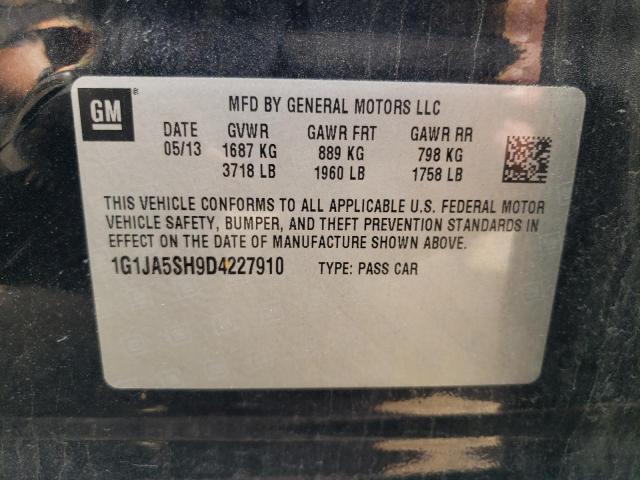 GM ®
MFD BY GENERAL MOTORS LLC
DATE GVWR GAWR FRT GAWR RR
05/13 1687 KG 889 KG 798 KG
3718 LB 1960 LB 1758 LB
THIS VEHICLE CONFORMS TO ALL APPLICABLE U.S. FEDERAL MOTOR
VEHICLE SAFETY, BUMPER, AND THEFT PREVENTION STANDARDS IN
EFFECT ON THE DATE OF MANUFACTURE SHOWN ABOVE.
1G1JA5SH9D4227910 TYPE: PASS CAR